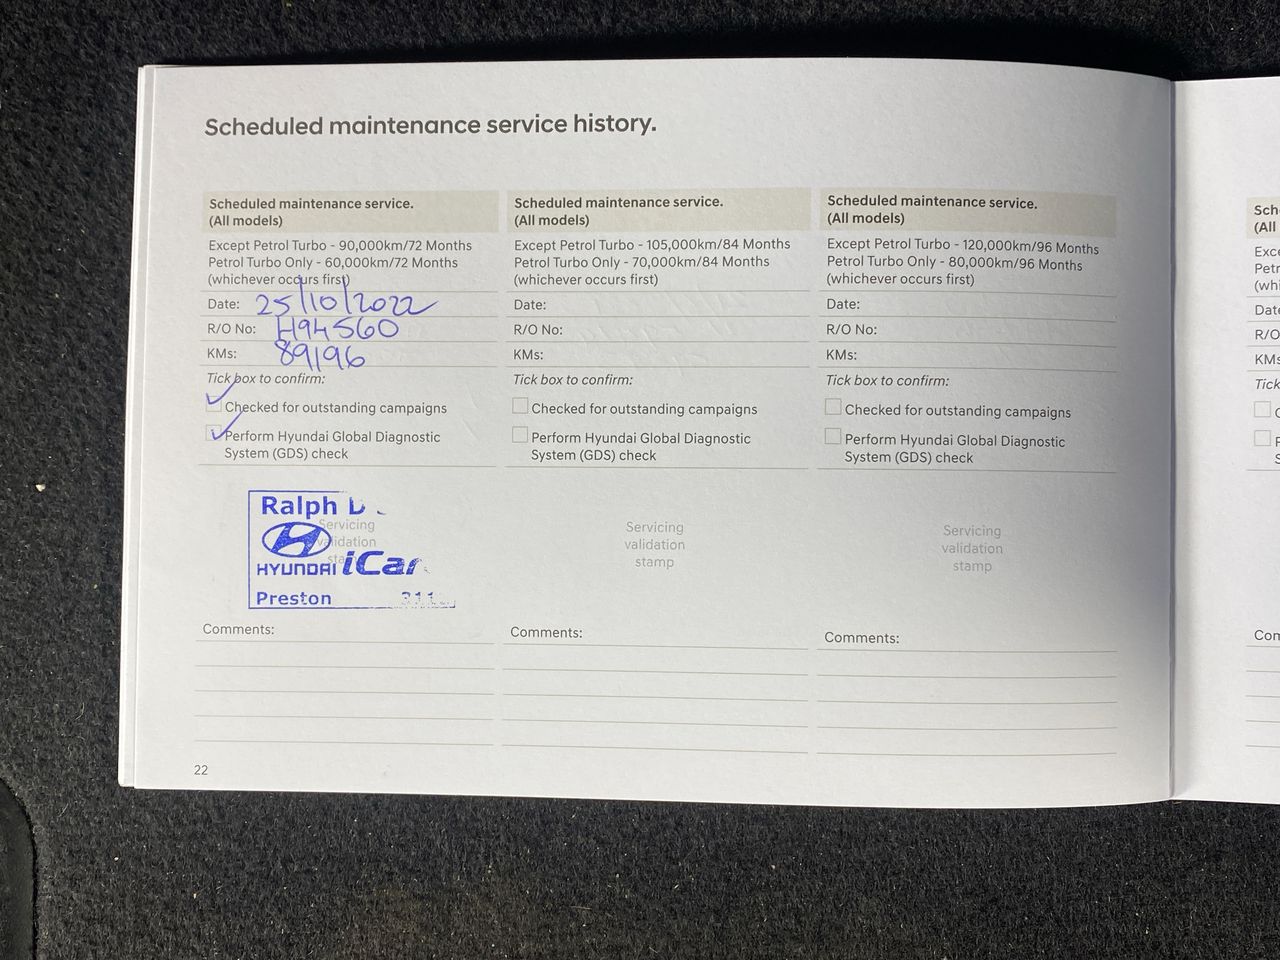 Scheduled maintenance service history.
Scheduled maintenance service.
(All models)
Except Petrol Turbo - 90,000km/72 Months
Petrol Turbo Only - 60,000km/72 Months
(whichever occurs first)
Date: 25/10/2022
R/O No: H94560
KMs: 89196
Tick box to confirm:
Checked for outstanding campaigns
Perform Hyundai Global Diagnostic
System (GDS) check
Ralph
Servicing
validation
HYUNDAI iCar
Preston
Comments:
Scheduled maintenance service.
(All models)
Except Petrol Turbo - 105,000km/84 Months
Petrol Turbo Only - 70,000km/84 Months
(whichever occurs first)
Date:
R/O No:
KMs:
Tick box to confirm:
Checked for outstanding campaigns
Perform Hyundai Global Diagnostic
System (GDS) check
Servicing
validation
stamp
Comments:
Scheduled maintenance service.
(All models)
Except Petrol Turbo - 120,000km/96 Months
Petrol Turbo Only - 80,000km/96 Months
(whichever occurs first)
Date:
R/O No:
KMs:
Tick box to confirm:
Checked for outstanding campaigns
Perform Hyundai Global Diagnostic
System (GDS) check
Servicing
validation
stamp
Comments:
22
(All
R/O
KMs
Tick